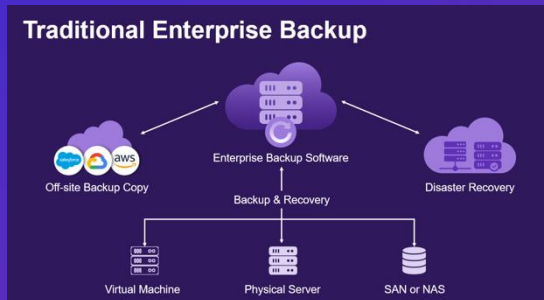 Traditional Enterprise Backup
salesforce
aws
Off-site Backup Copy
Enterprise Backup Software
Disaster Recovery
Backup & Recovery
Virtual Machine
Physical Server
SAN or NAS